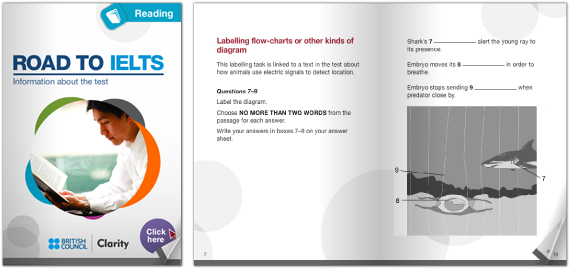 Reading
ROAD TO IELTS
Information about the test
BRITISH
COUNCIL
Clarity
Click
here
Labelling flow-charts or other kinds of
diagram
This labelling task is linked to a text in the test about
how animals use electric signals to detect location.
Questions 7–9
Label the diagram.
Choose NO MORE THAN TWO WORDS from the
passage for each answer.
Write your answers in boxes 7–9 on your answer
sheet.
7
Shark's 7 ____________ alert the young ray to
its presence.
Embryo moves its 8 ____________ in order to
breathe.
Embryo stops sending 9 ____________ when
predator close by.
9
7
8
10